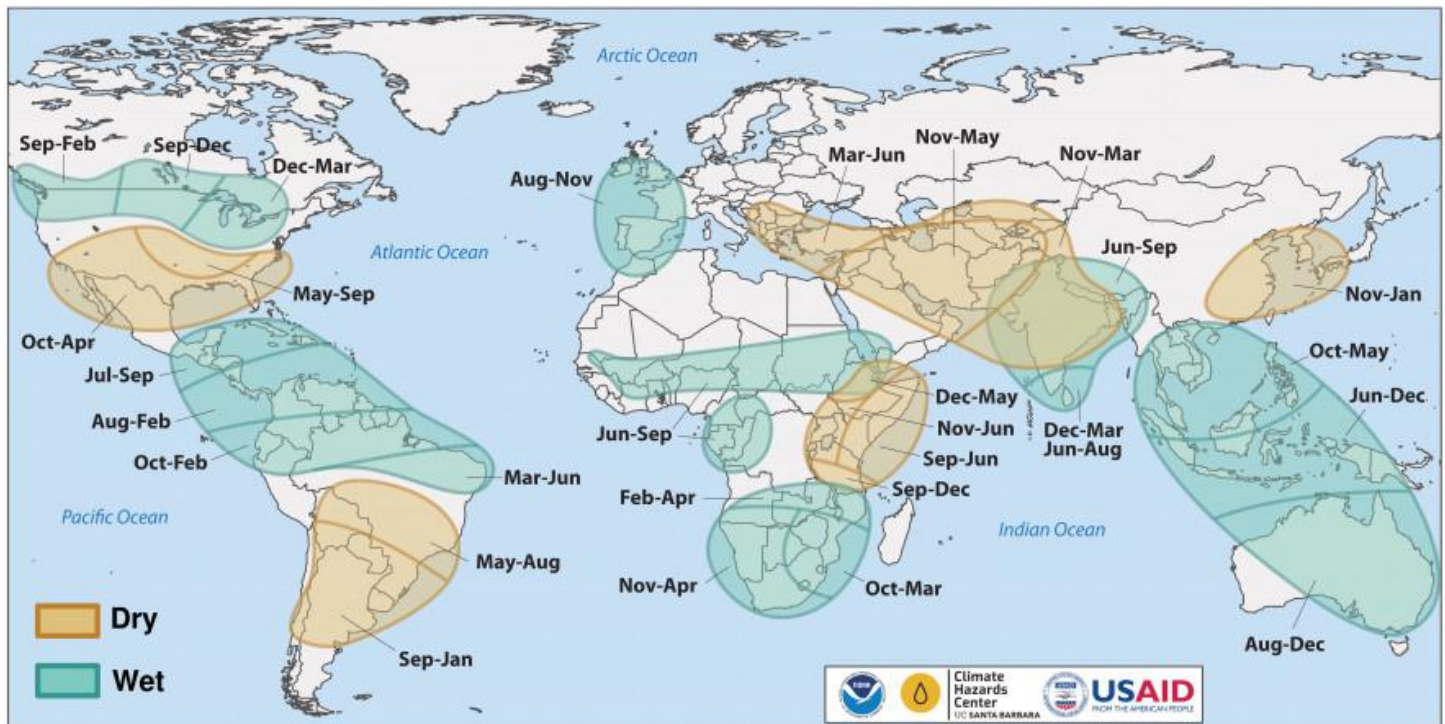 Arctic Ocean
Sep-Feb
Sep-Dec
Dec-Mar
Aug-Nov
Mar-Jun
Nov-May
Nov-Mar
Jun-Sep
Atlantic Ocean
May-Sep
Nov-Jan
Oct-Apr
Jul-Sep
Oct-May
Aug-Feb
Dec-May
Jun-Dec
Jun-Sep
Nov-Jun
Dec-Mar
Jun-Aug
Oct-Feb
Sep-Jun
Mar-Jun
Feb-Apr
Sep-Dec
Pacific Ocean
Indian Ocean
May-Aug
Nov-Apr
Oct-Mar
Dry
Sep-Jan
Aug-Dec
Wet
Climate
Hazards
Center
UC SANTA BARBARA
USAID
FROM THE AMERICAN PEOPLE